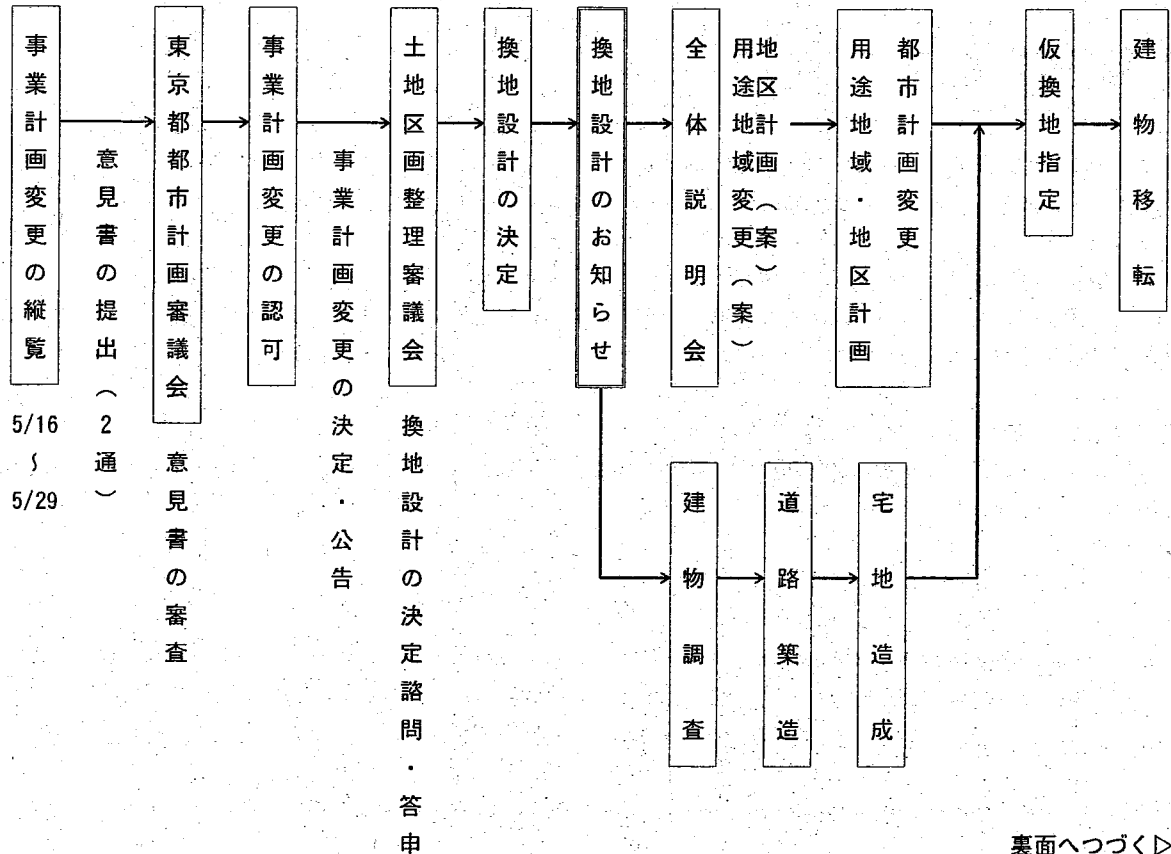 事業計画変更の縦覧
5/16
〜
5/29
意見書の提出（2通）
東京都都市計画審議会
意見書の審査
事業計画変更の認可
事業計画変更の決定・公告
土地区画整理審議会
換地設計の決定諮問・答申
換地設計の決定
換地設計のお知らせ
全体説明会
地区計画（案）
用途地域変更（案）
都市計画変更
用途地域・地区計画
仮換地指定
建物移転
建物調査
道路築造
宅地造成
裏面へつづく▷